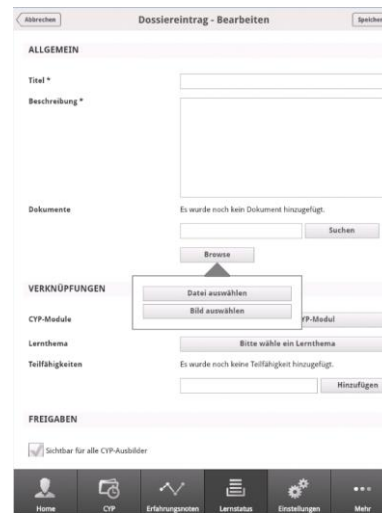 Abbrechen Dossiereintrag - Bearbeiten Speichern
ALLGEMEIN
Titel *
Beschreibung *
Dokumente Es wurde noch kein Dokument hinzugefügt.
Suchen
Browse
Datei auswählen
VERKNÜPFUNGEN
Bild auswählen
CYP-Module YP-Modul
Lernthema Bitte wähle ein Lernthema
Teilfähigkeiten Es wurde noch keine Teilfähigkeit hinzugefügt.
Hinzufügen
FREIGABEN
Sichtbar für alle CYP-Ausbilder
Home CYP Erfahrungsnoten Lernstatus Einstellungen Mehr